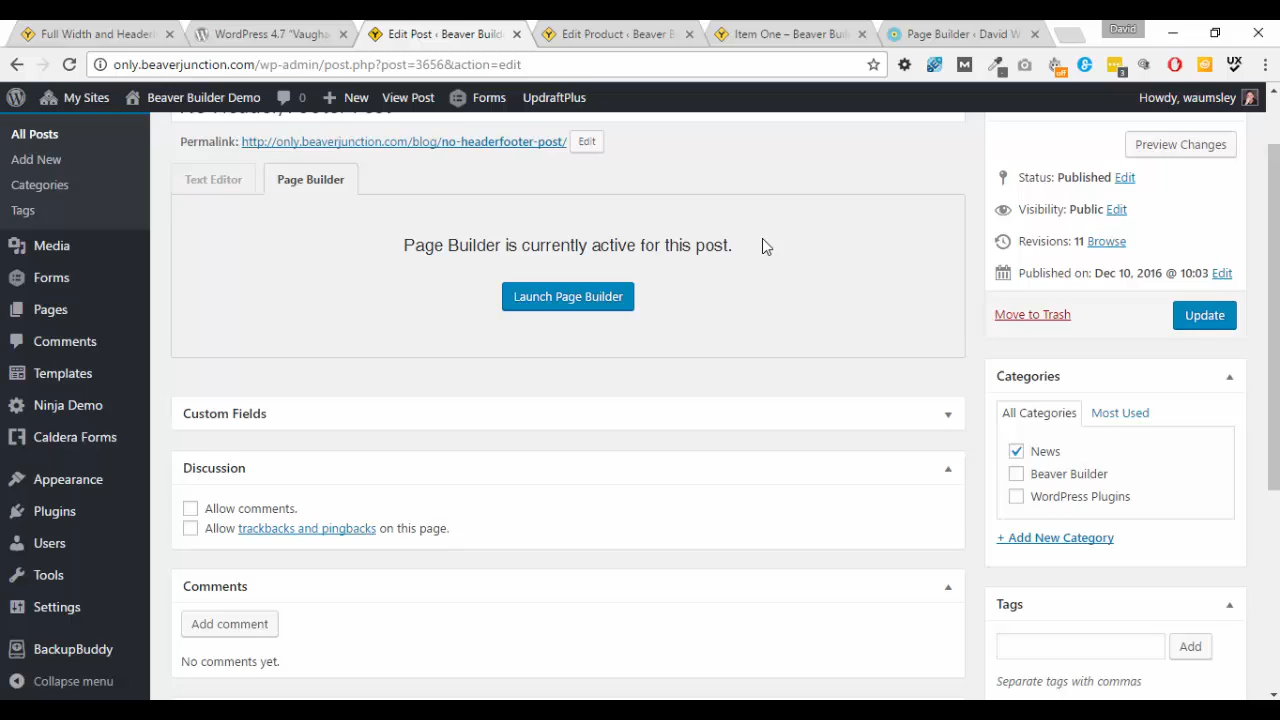 Full Width and Header
WordPress 4.7 “Vaugha
Edit Post ‹ Beaver Builde
Edit Product ‹ Beaver B
Item One – Beaver Buil
Page Builder ‹ David W
David
only.beaverjunction.com/wp-admin/post.php?post=3656&action=edit
My Sites
Beaver Builder Demo
0
New
View Post
Forms
UpdraftPlus
Howdy, waumsley
All Posts
Add New
Categories
Tags
Media
Forms
Pages
Comments
Templates
Ninja Demo
Caldera Forms
Appearance
Plugins
Users
Tools
Settings
BackupBuddy
Collapse menu
Permalink: http://only.beaverjunction.com/blog/no-headerfooter-post/
Edit
Text Editor
Page Builder
Page Builder is currently active for this post.
Launch Page Builder
Custom Fields
Discussion
Allow comments.
Allow trackbacks and pingbacks on this page.
Comments
Add comment
No comments yet.
Preview Changes
Status: Published Edit
Visibility: Public Edit
Revisions: 11 Browse
Published on: Dec 10, 2016 @ 10:03 Edit
Move to Trash
Update
Categories
All Categories
Most Used
News
Beaver Builder
WordPress Plugins
+ Add New Category
Tags
Add
Separate tags with commas